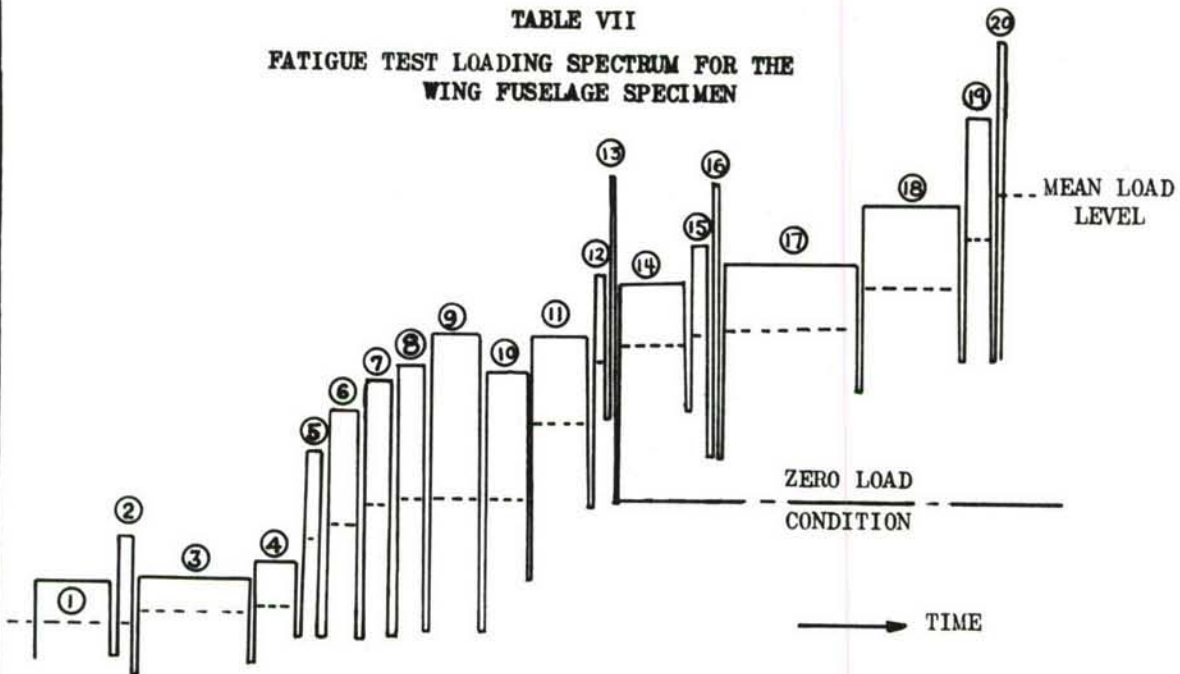 TABLE VII
FATIGUE TEST LOADING SPECTRUM FOR THE
WING FUSELAGE SPECIMEN
1
2
3
4
5
6
7
8
9
10
11
12
13
14
15
16
17
18
19
20
MEAN LOAD
LEVEL
ZERO LOAD
CONDITION
TIME